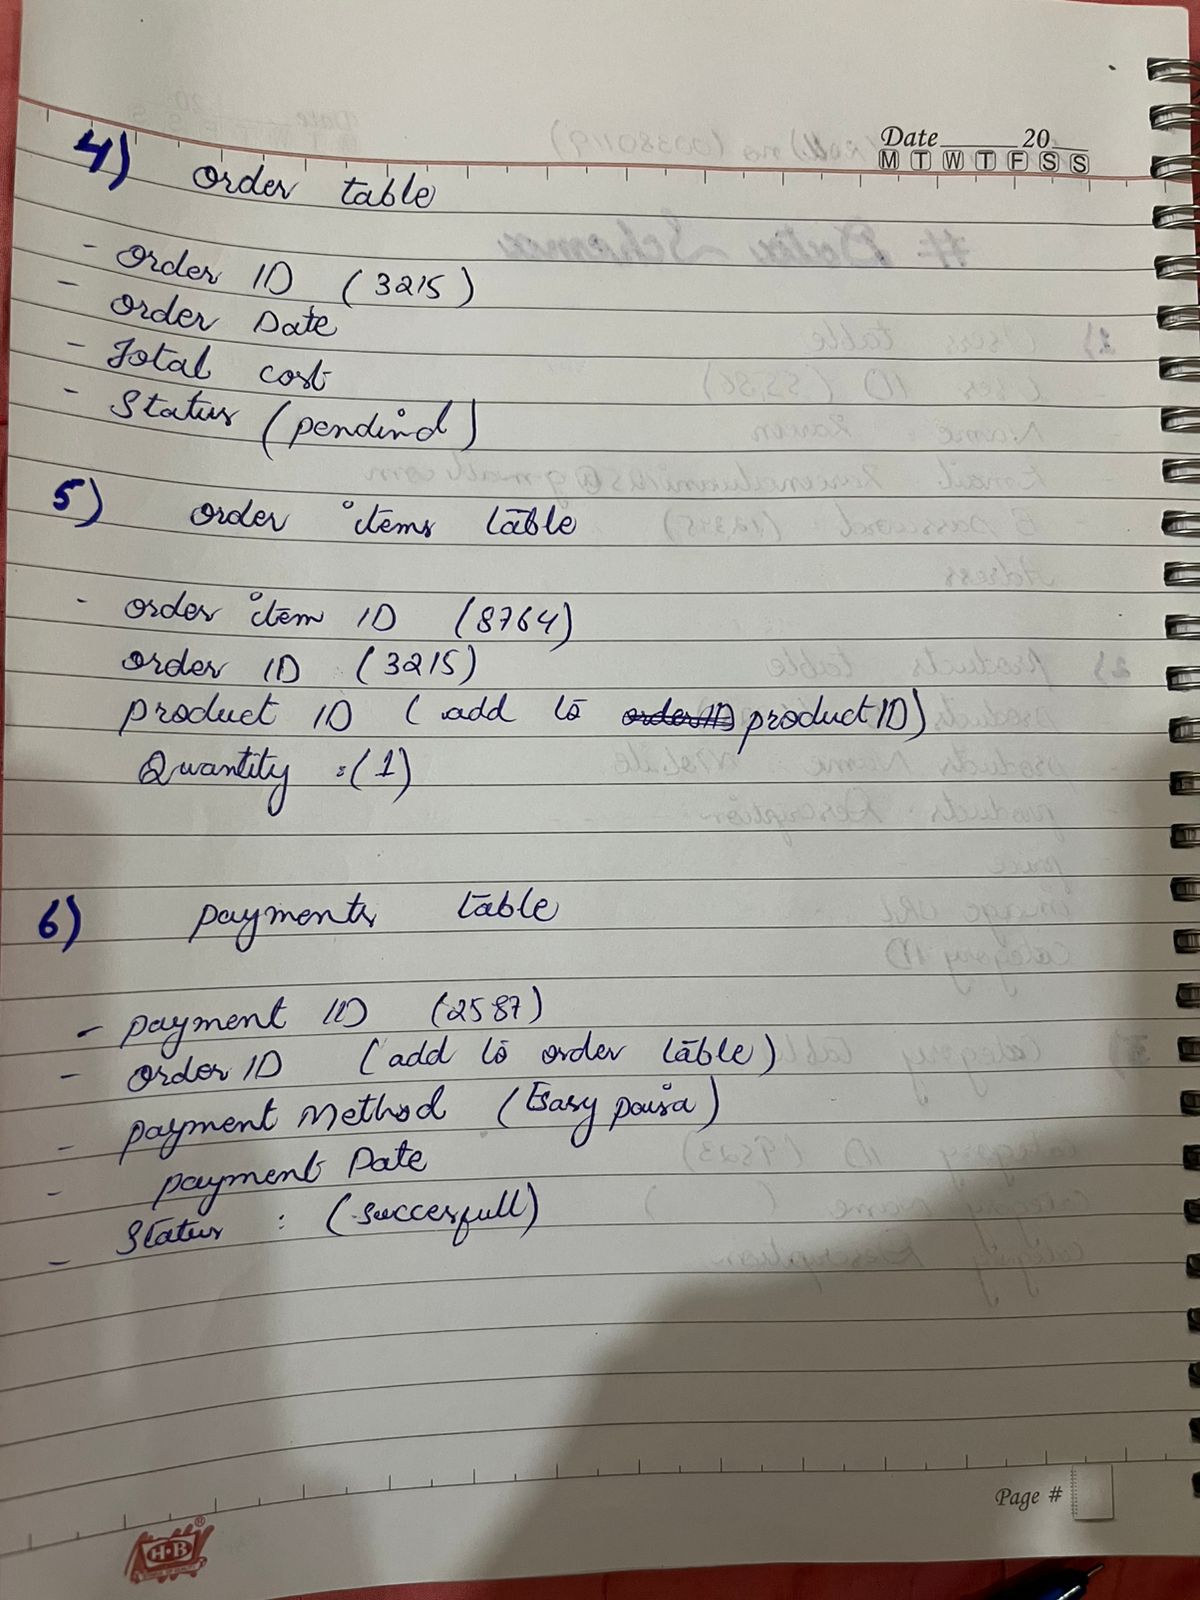 Date 20
M T W T F S S
4) order table
- order ID (3215)
- order Date
- Total cost
- Status (pendind)
5) order items table
- order item ID (8764)
order ID (3215)
product ID ( add to order ID product ID)
Quantity :(1)
6) payments table
- payment ID (2587)
- order ID (add to order table)
- payment Method (Easy paisa)
- payment Date
- Status : (succesfull)
Page #
H·B